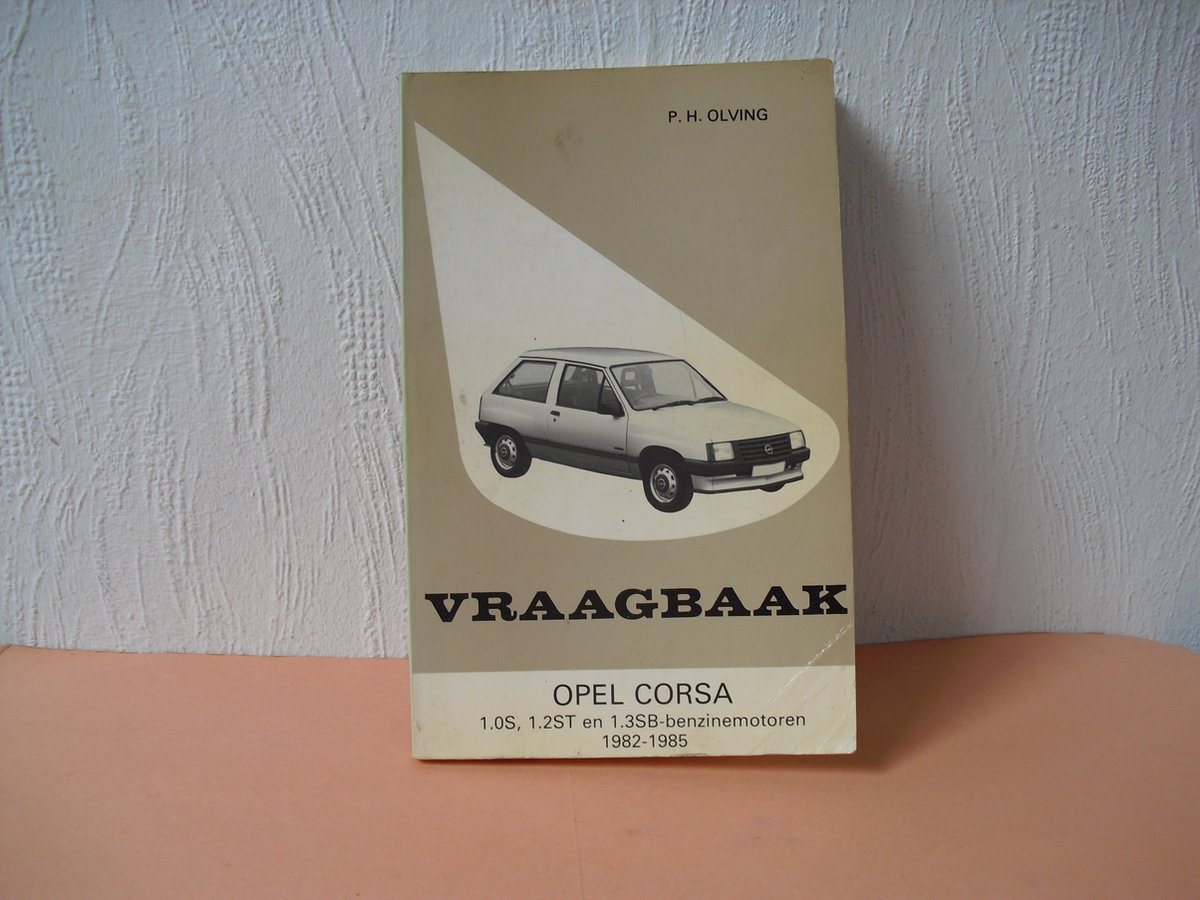 P. H. OLVING
VRAAGBAAK
OPEL CORSA
1.0S, 1.2ST en 1.3SB-benzinemotoren
1982-1985